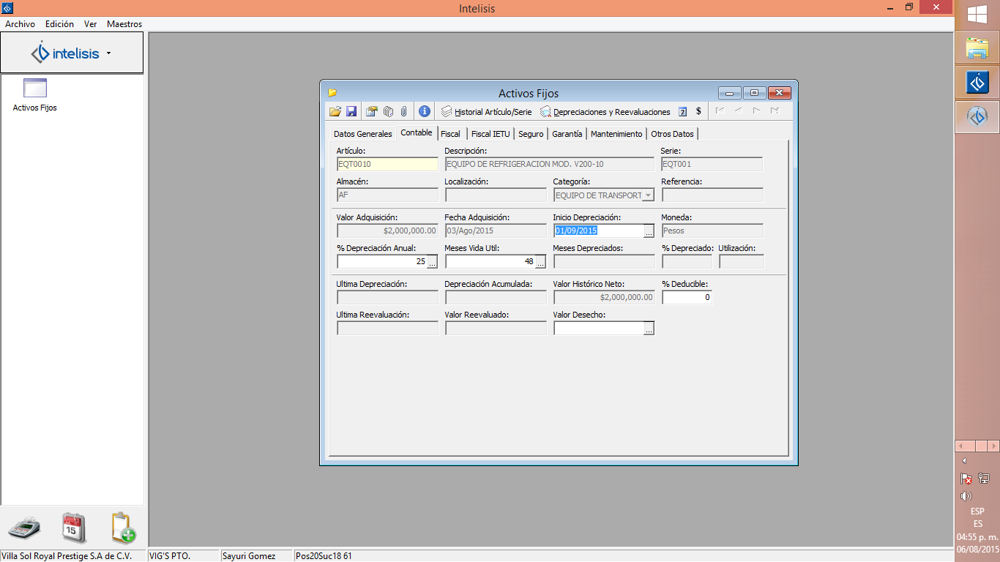 Intelisis
Archivo Edición Ver Maestros
intelisis
Activos Fijos
Activos Fijos
Historial Artículo/Serie Depreciaciones y Reevaluaciones 7 $
Datos Generales Contable Fiscal Fiscal IETU Seguro Garantía Mantenimiento Otros Datos
Artículo: Descripción: Serie:
EQT0010 EQUIPO DE REFRIGERACION MOD. V200-10 EQT001
Almacén: Localización: Categoría: Referencia:
AF EQUIPO DE TRANSPORT
Valor Adquisición: Fecha Adquisición: Inicio Depreciación: Moneda:
$2,000,000.00 03/Ago/2015 01/09/2015 ... Pesos
% Depreciación Anual: Meses Vida Util: Meses Depreciados: % Depreciado: Utilización:
25 ... 48 ...
Ultima Depreciación: Depreciación Acumulada: Valor Histórico Neto: % Deducible:
$2,000,000.00 0
Ultima Reevaluación: Valor Reevaluado: Valor Desecho:
...
15
Villa Sol Royal Prestige S.A de C.V. VIG'S PTO. Sayuri Gomez Pos20Suc18 61
ESP
ES
04:55 p. m.
06/08/2015